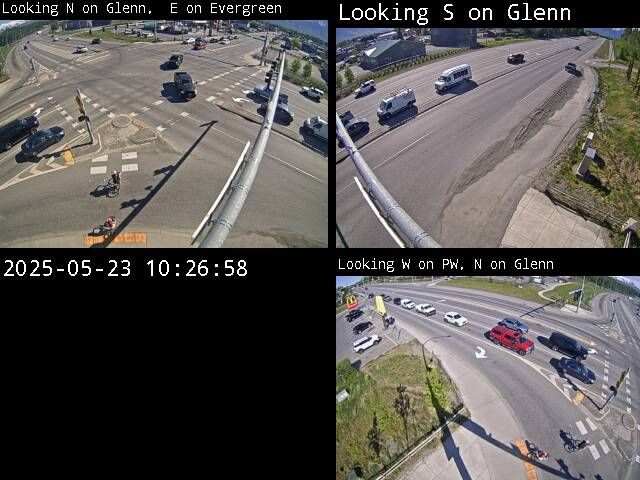 Looking N on Glenn,  E on Evergreen
Looking S on Glenn
2025-05-23 10:26:58
Looking W on PW, N on Glenn